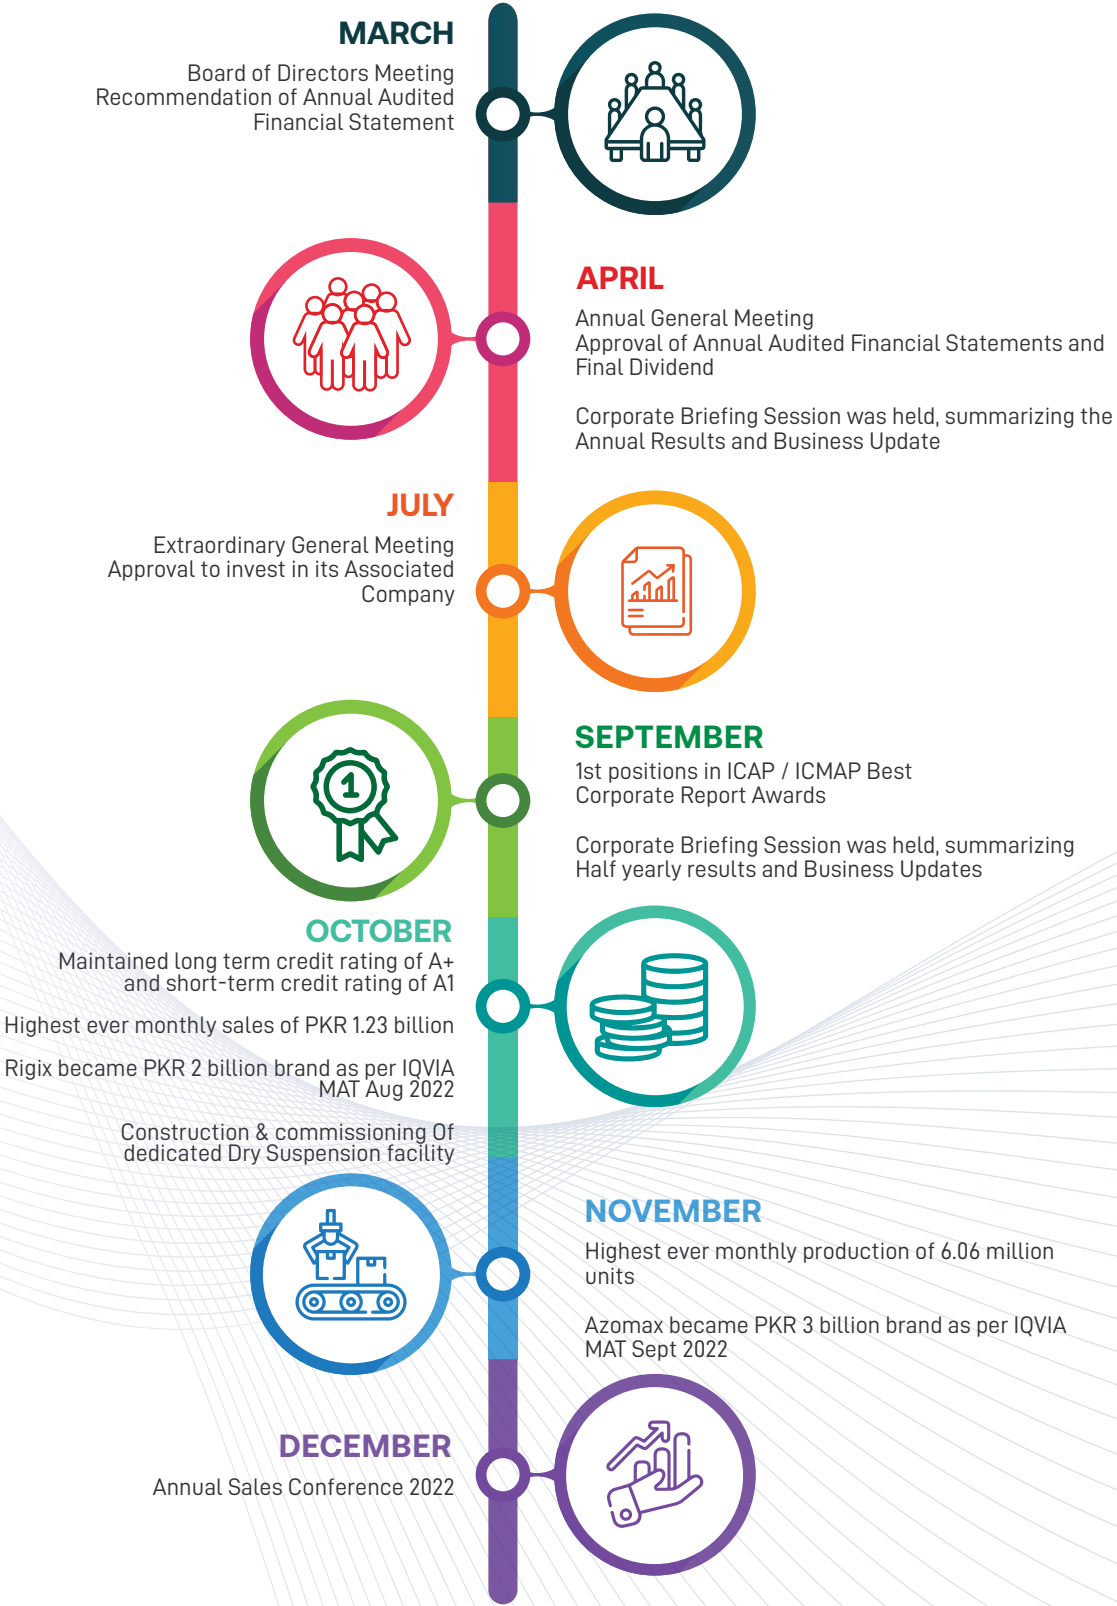 MARCH
Board of Directors Meeting
Recommendation of Annual Audited
Financial Statement
APRIL
Annual General Meeting
Approval of Annual Audited Financial Statements and
Final Dividend
Corporate Briefing Session was held, summarizing the
Annual Results and Business Update
JULY
Extraordinary General Meeting
Approval to invest in its Associated
Company
SEPTEMBER
1st positions in ICAP / ICMAP Best
Corporate Report Awards
Corporate Briefing Session was held, summarizing
Half yearly results and Business Updates
1
OCTOBER
Maintained long term credit rating of A+
and short-term credit rating of A1
Highest ever monthly sales of PKR 1.23 billion
Rigix became PKR 2 billion brand as per IQVIA
MAT Aug 2022
Construction & commissioning Of
dedicated Dry Suspension facility
NOVEMBER
Highest ever monthly production of 6.06 million
units
Azomax became PKR 3 billion brand as per IQVIA
MAT Sept 2022
DECEMBER
Annual Sales Conference 2022